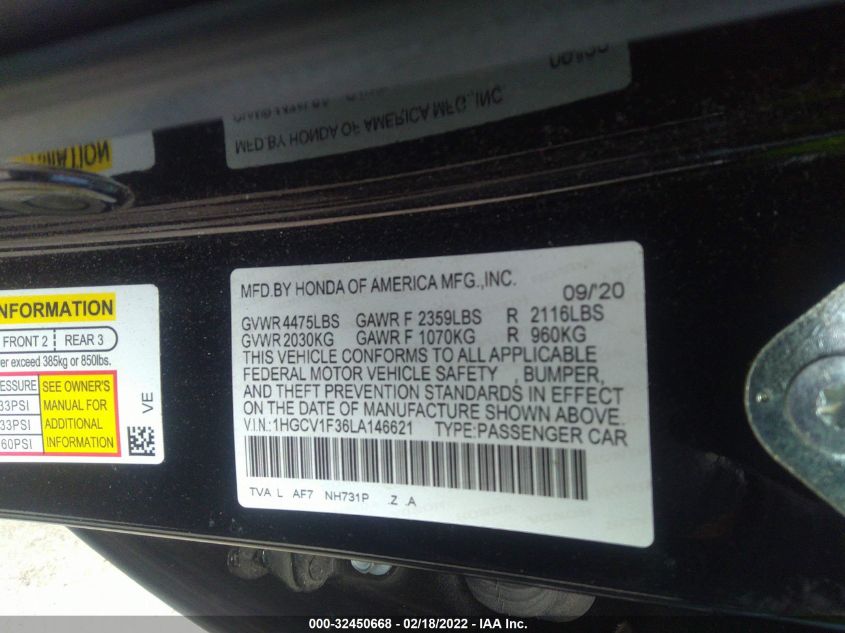 MFD.BY HONDA OF AMERICA MFG.,INC.
MFD.BY HONDA OF AMERICA MFG.,INC. 09/'20
GVWR 4475LBS GAWR F 2359LBS R 2116LBS
GVWR 2030KG GAWR F 1070KG R 960KG
THIS VEHICLE CONFORMS TO ALL APPLICABLE
FEDERAL MOTOR VEHICLE SAFETY , BUMPER,
AND THEFT PREVENTION STANDARDS IN EFFECT
ON THE DATE OF MANUFACTURE SHOWN ABOVE.
V.I.N.:1HGCV1F36LA146621 TYPE:PASSENGER CAR
TVA L AF7 NH731P .Z .A
FRONT 2 REAR 3
exceed 385kg or 850lbs.
SEE OWNER'S
33PSI MANUAL FOR
33PSI ADDITIONAL
60PSI INFORMATION
VE
000-32450668 - 02/18/2022 - IAA Inc.